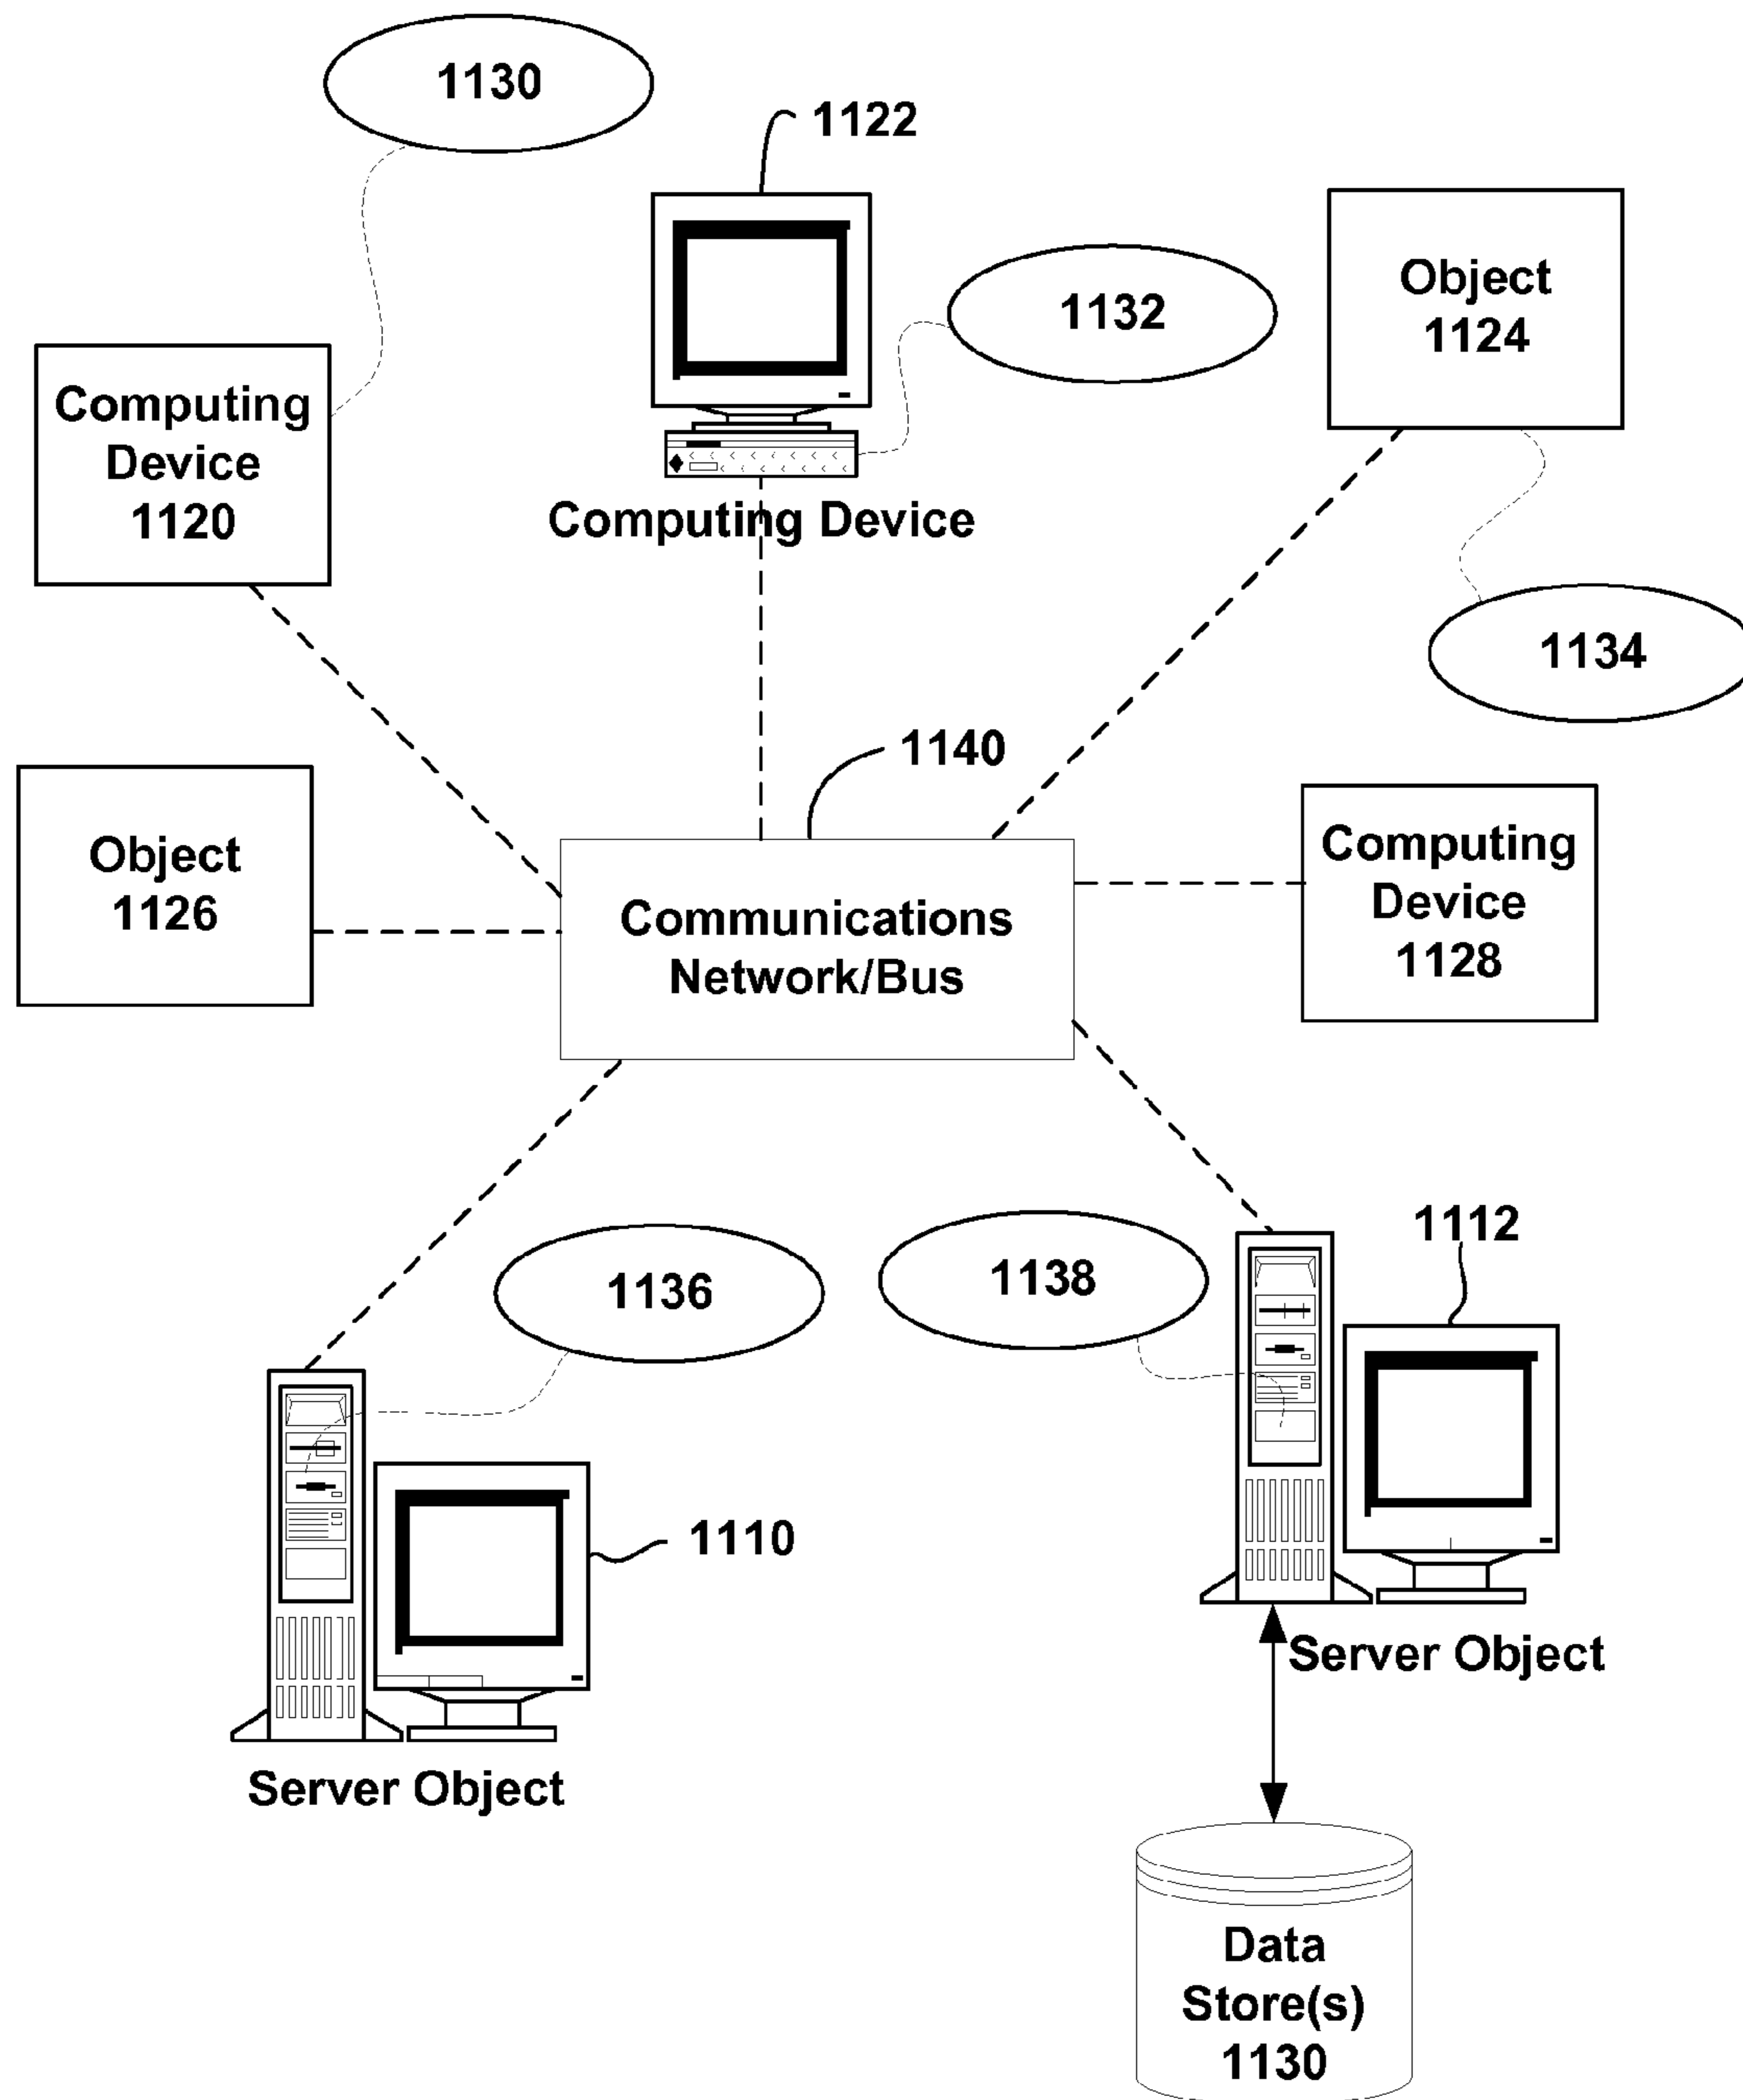 1130
1122
Object
1124
1132
Computing
Device
1120
Computing Device
1134
1140
Object
1126
Communications
Network/Bus
Computing
Device
1128
1112
1136
1138
1110
Server Object
Server Object
Data
Store(s)
1130